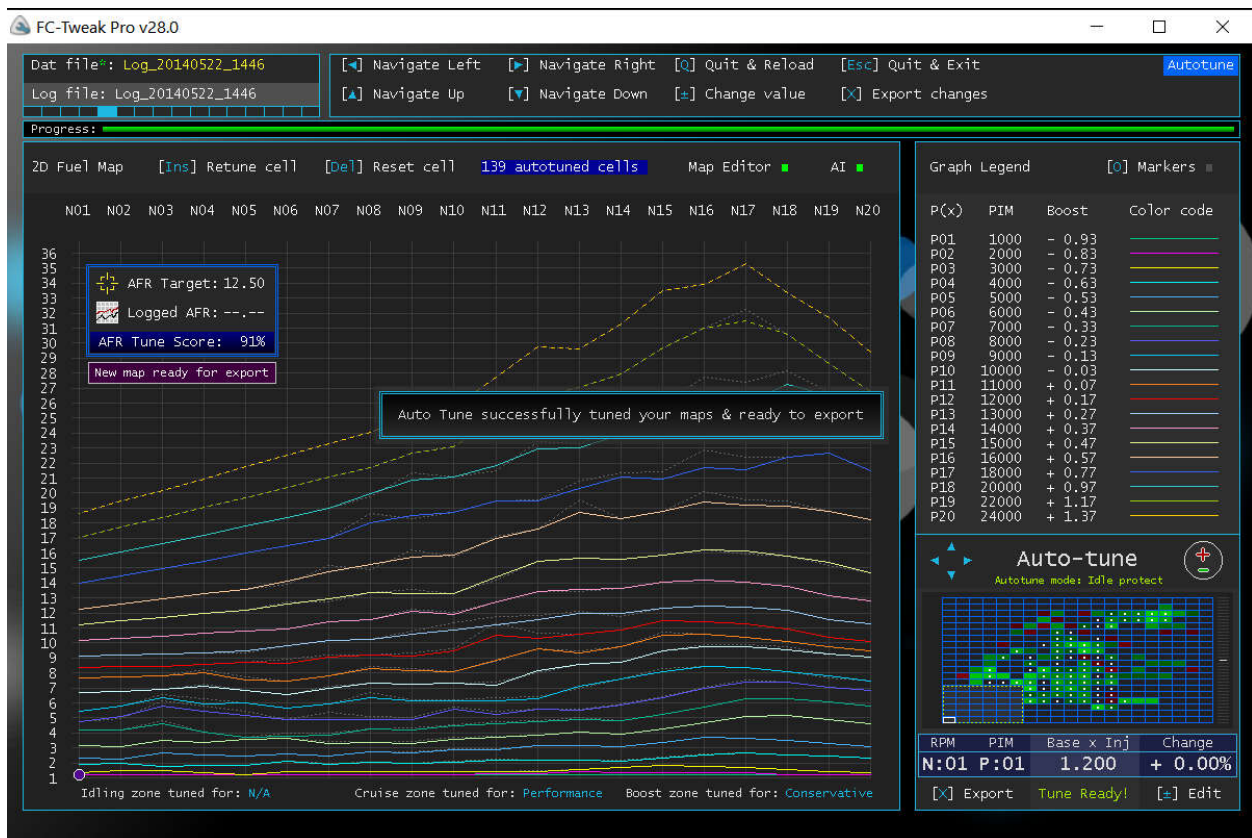 FC-Tweak Pro v28.0
Dat file*: Log_20140522_1446
Log file: Log_20140522_1446
[◄] Navigate Left [►] Navigate Right [Q] Quit & Reload [Esc] Quit & Exit
[▲] Navigate Up [▼] Navigate Down [±] Change value [X] Export changes
Autotune
Progress:
2D Fuel Map [Ins] Retune cell [Del] Reset cell 139 autotuned cells Map Editor AI
N01 N02 N03 N04 N05 N06 N07 N08 N09 N10 N11 N12 N13 N14 N15 N16 N17 N18 N19 N20
36
35
34
33
32
31
30
29
28
27
26
25
24
23
22
21
20
19
18
17
16
15
14
13
12
11
10
9
8
7
6
5
4
3
2
1
AFR Target: 12.50
Logged AFR: --.--
AFR Tune Score: 91%
New map ready for export
Auto Tune successfully tuned your maps & ready to export
Idling zone tuned for: N/A Cruise zone tuned for: Performance Boost zone tuned for: Conservative
Graph Legend [O] Markers
P(x) PIM Boost Color code
P01 1000 - 0.93
P02 2000 - 0.83
P03 3000 - 0.73
P04 4000 - 0.63
P05 5000 - 0.53
P06 6000 - 0.43
P07 7000 - 0.33
P08 8000 - 0.23
P09 9000 - 0.13
P10 10000 - 0.03
P11 11000 + 0.07
P12 12000 + 0.17
P13 13000 + 0.27
P14 14000 + 0.37
P15 15000 + 0.47
P16 16000 + 0.57
P17 18000 + 0.77
P18 20000 + 0.97
P19 22000 + 1.17
P20 24000 + 1.37
Auto-tune
Autotune mode: Idle protect
RPM PIM Base x Inj Change
N:01 P:01 1.200 + 0.00%
[X] Export Tune Ready! [±] Edit